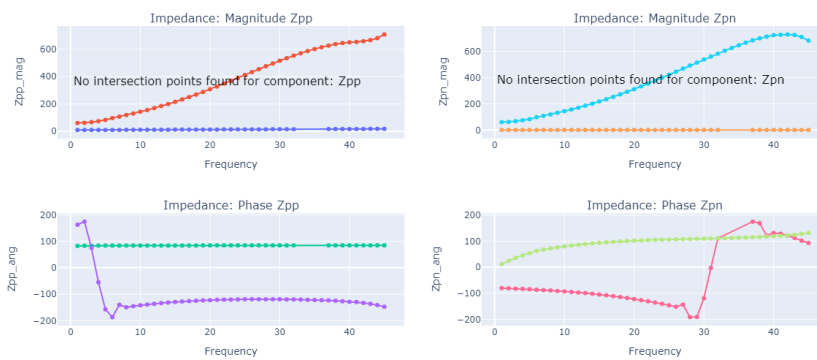 Impedance: Magnitude Zpp
Zpp_mag
600
400
200
0
No intersection points found for component: Zpp
0
10
20
30
40
Frequency
Impedance: Magnitude Zpn
Zpn_mag
600
400
200
0
No intersection points found for component: Zpn
0
10
20
30
40
Frequency
Impedance: Phase Zpp
Zpp_ang
200
100
0
−100
−200
0
10
20
30
40
Frequency
Impedance: Phase Zpn
Zpn_ang
200
100
0
−100
−200
0
10
20
30
40
Frequency